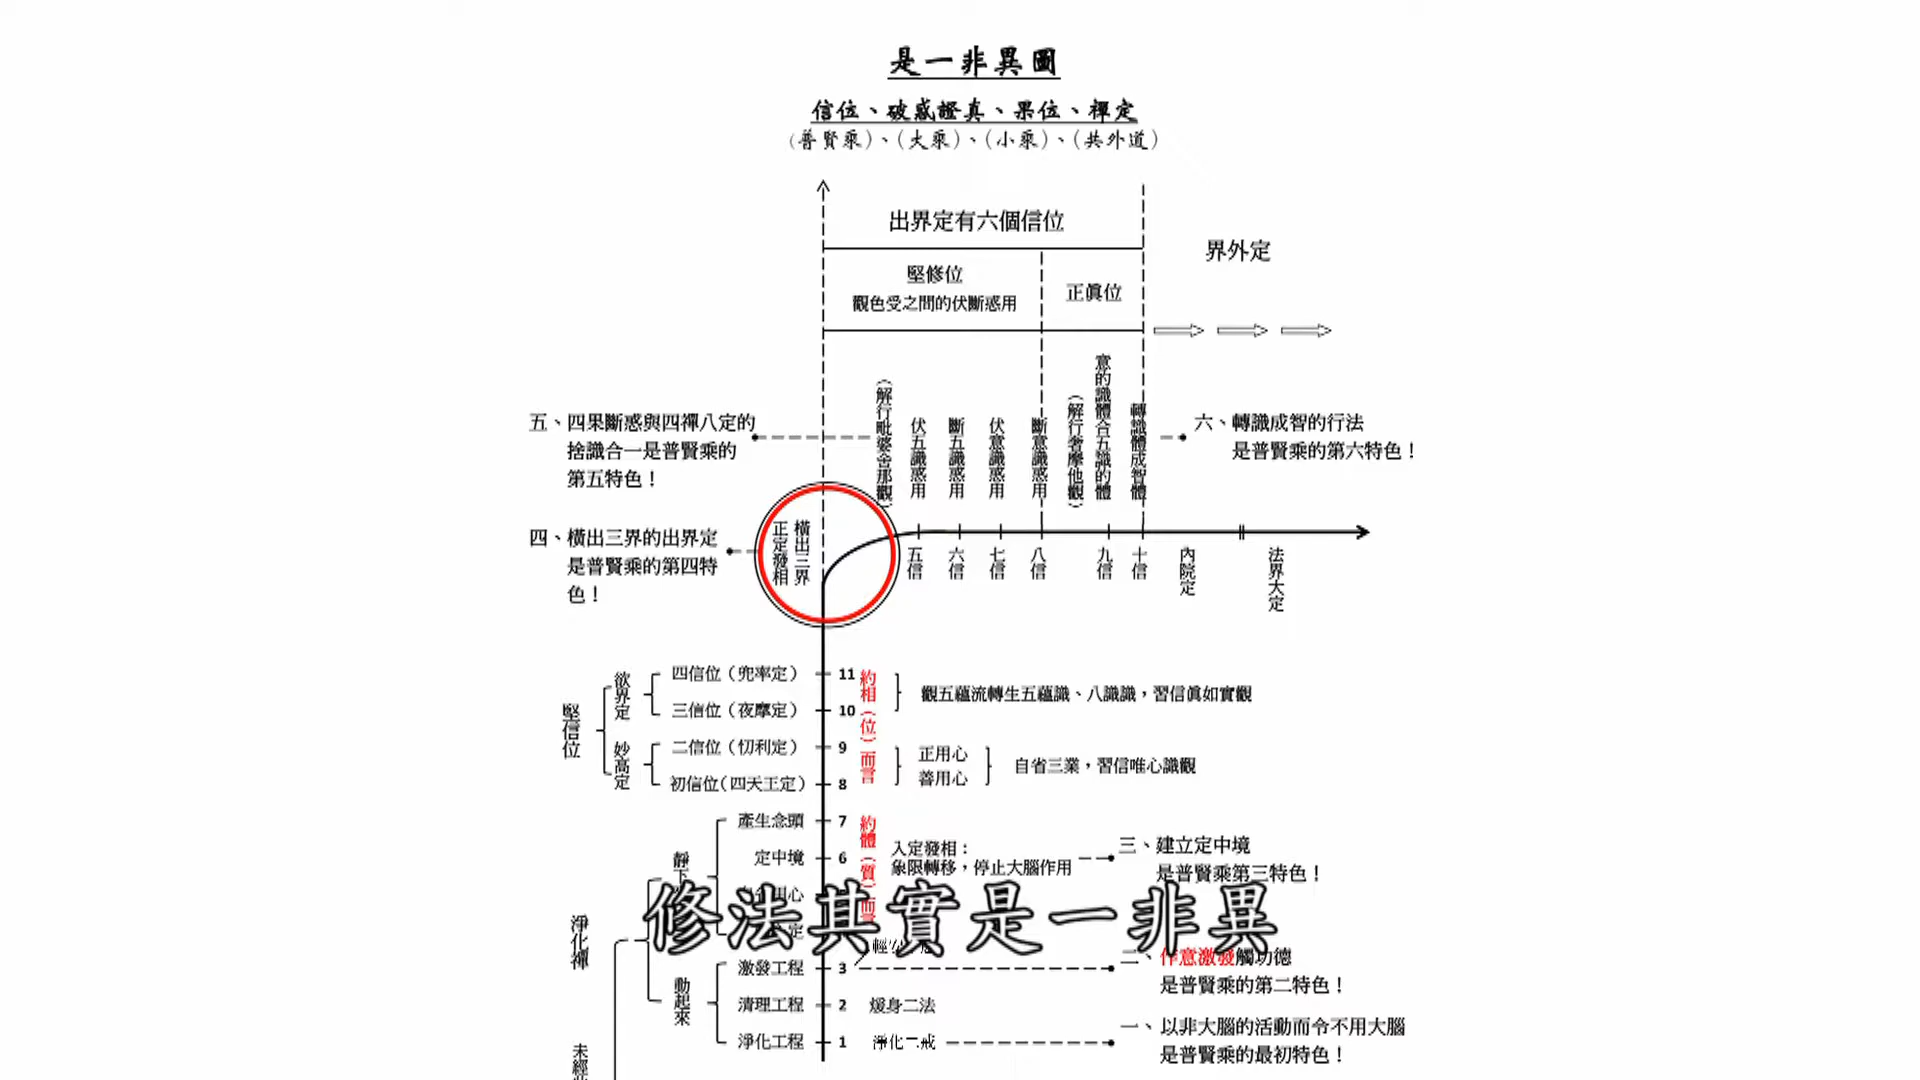 是一非異圖
信位、破惑證真、果位、禪定
(普賢乘)、(大乘)、(小乘)、(共外道)
出界定有六個信位
界外定
堅修位
觀色受之間的伏斷惑用
正眞位
五、四果斷惑與四禪八定的
捨識合一是普賢乘的
第五特色！
(解行毗婆舍那觀)
伏五識惑用
斷五識惑用
伏意識惑用
斷意識惑用
(解行奢摩他觀)
意的識體合五識的體
轉識體成智體
六、轉識成智的行法
是普賢乘的第六特色！
四、橫出三界的出界定
是普賢乘的第四特
色！
橫出三界
正定發相
五信
六信
七信
八信
九信
十信
內院定
法界大定
堅信位
欲界定
四信位（兜率定） 11
三信位（夜摩定） 10
妙高定
二信位（忉利定） 9
初信位（四天王定） 8
約相（位）而言
觀五蘊流轉生五蘊識、八識識，習信眞如實觀
正用心
善用心
自省三業，習信唯心識觀
產生念頭 7
定中境 6
約體（質）而言
入定發相：
象限轉移，停止大腦作用
三、建立定中境
是普賢乘第三特色！
靜下
用心
定
修法其實是一非異
淨化禪
動起來
激發工程 3
二、作意激發觸功德
是普賢乘的第二特色！
清理工程 2 煖身二法
淨化工程 1 淨化二戒
一、以非大腦的活動而令不用大腦
是普賢乘的最初特色！
未經